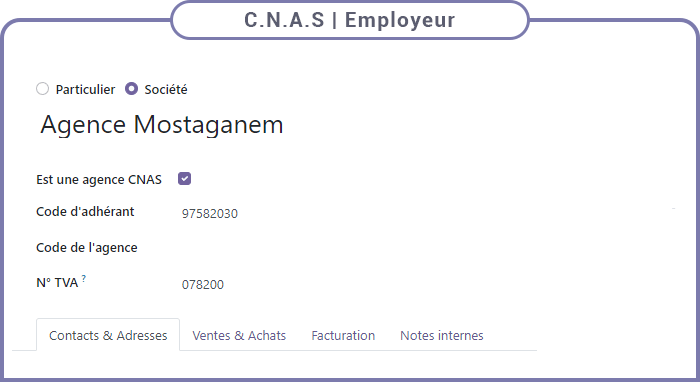 C.N.A.S | Employeur
Particulier Société
Agence Mostaganem
Est une agence CNAS
Code d'adhérant 97582030
Code de l'agence
N° TVA ? 078200
Contacts & Adresses Ventes & Achats Facturation Notes internes